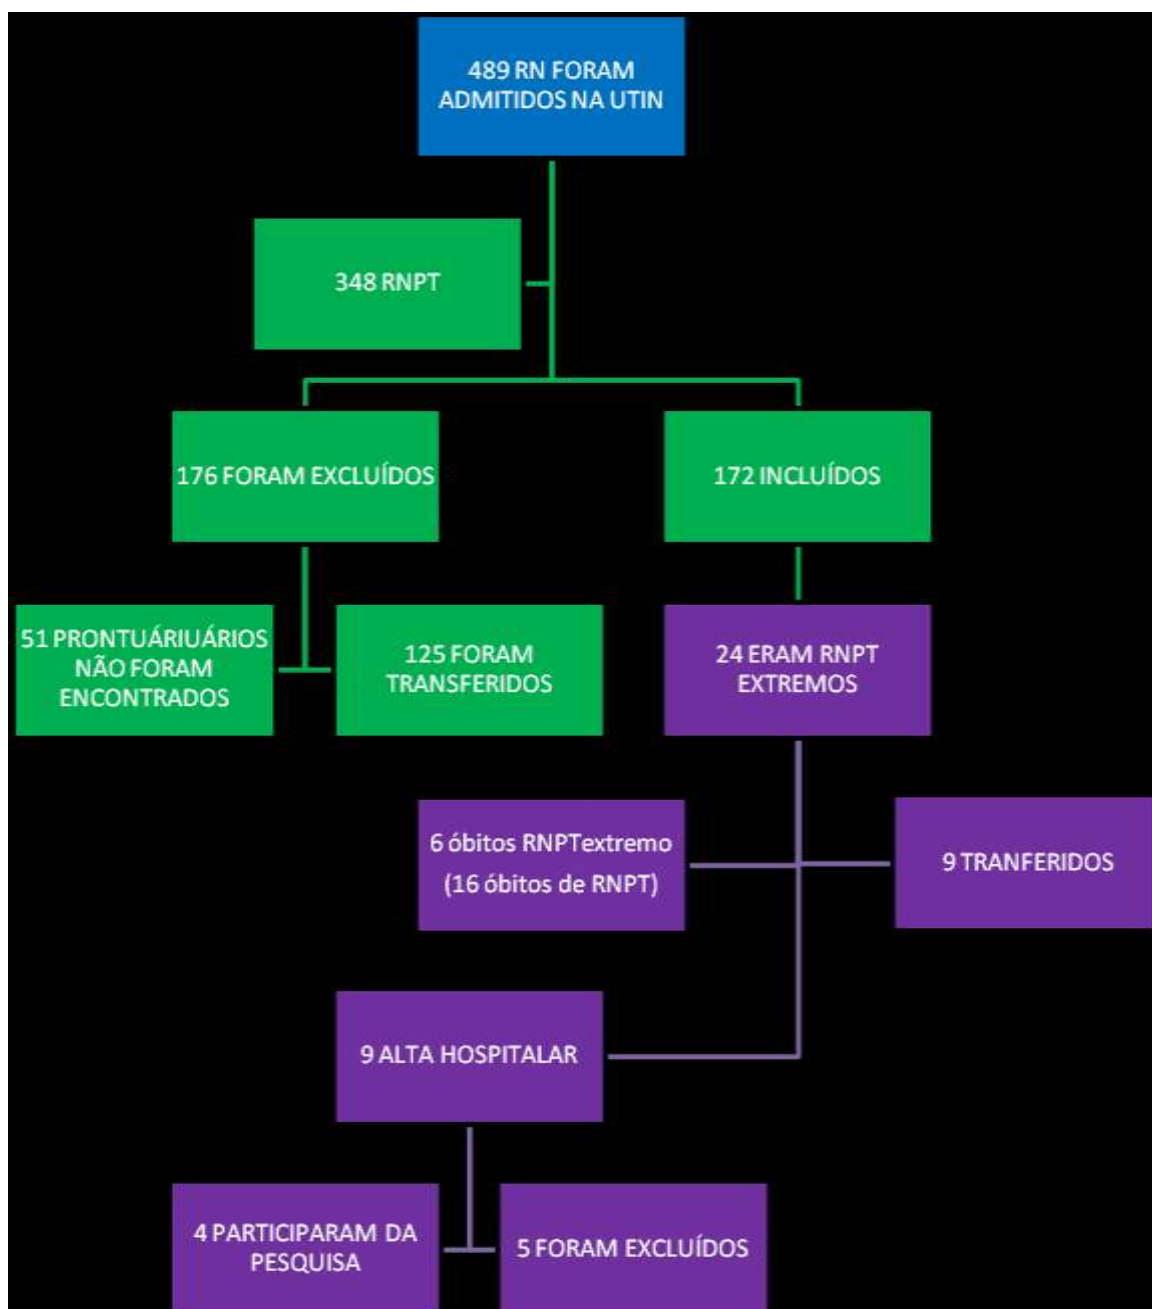 489 RN FORAM
ADMITIDOS NA UTIN
348 RNPT
176 FORAM EXCLUÍDOS
172 INCLUÍDOS
51 PRONTUÁRIUÁRIOS
NÃO FORAM
ENCONTRADOS
125 FORAM
TRANSFERIDOS
24 ERAM RNPT
EXTREMOS
6 óbitos RNPTextremo
(16 óbitos de RNPT)
9 TRANFERIDOS
9 ALTA HOSPITALAR
4 PARTICIPARAM DA
PESQUISA
5 FORAM EXCLUÍDOS